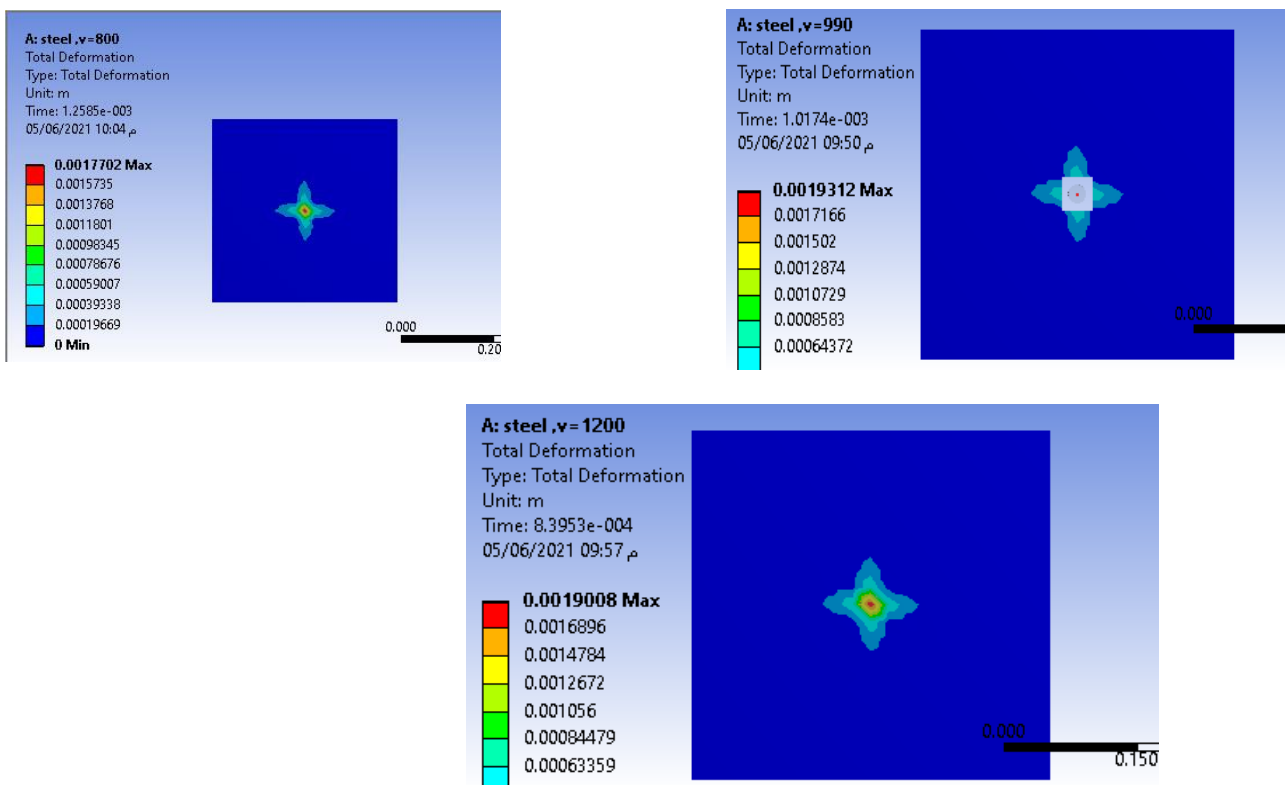 A: steel ,v=800
Total Deformation
Type: Total Deformation
Unit: m
Time: 1.2585e-003
05/06/2021 10:04 م
0.0017702 Max
0.0015735
0.0013768
0.0011801
0.00098345
0.00078676
0.00059007
0.00039338
0.00019669
0 Min
0.000
0.20
A: steel ,v=990
Total Deformation
Type: Total Deformation
Unit: m
Time: 1.0174e-003
05/06/2021 09:50 م
0.0019312 Max
0.0017166
0.001502
0.0012874
0.0010729
0.0008583
0.00064372
0.000
A: steel ,v=1200
Total Deformation
Type: Total Deformation
Unit: m
Time: 8.3953e-004
05/06/2021 09:57 م
0.0019008 Max
0.0016896
0.0014784
0.0012672
0.001056
0.00084479
0.00063359
0.000
0.150